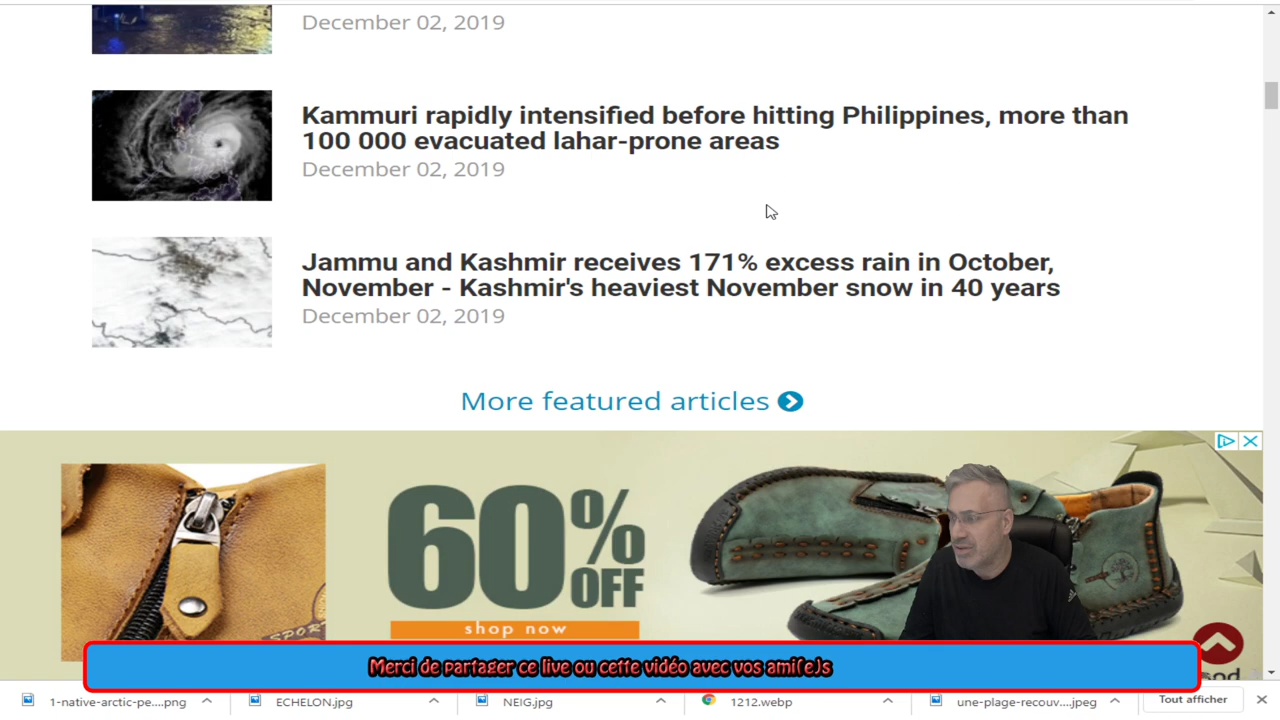 December 02, 2019
Kammuri rapidly intensified before hitting Philippines, more than
100 000 evacuated lahar-prone areas
December 02, 2019
Jammu and Kashmir receives 171% excess rain in October,
November - Kashmir's heaviest November snow in 40 years
December 02, 2019
More featured articles
60%
OFF
shop now
SPORT
Merci de partager ce live ou cette vidéo avec vos ami(e)s
1-native-arctic-pe....png
ECHELON.jpg
NEIG.jpg
1212.webp
une-plage-recouv....jpeg
Tout afficher